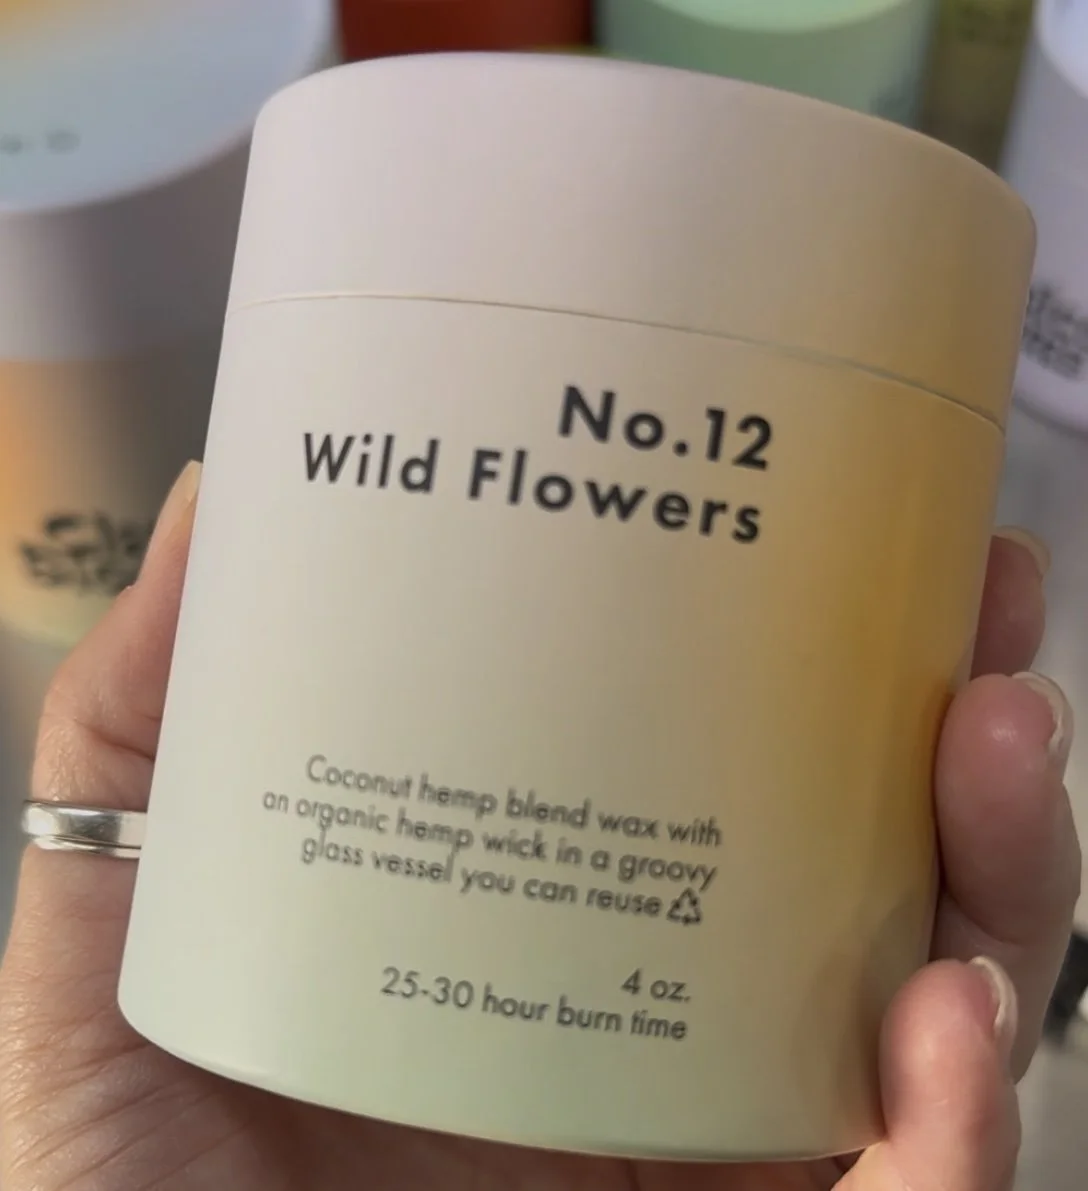 No.12
Wild Flowers
Coconut hemp blend wax with
an organic hemp wick in a groovy
glass vessel you can reuse
4 oz.
25-30 hour burn time